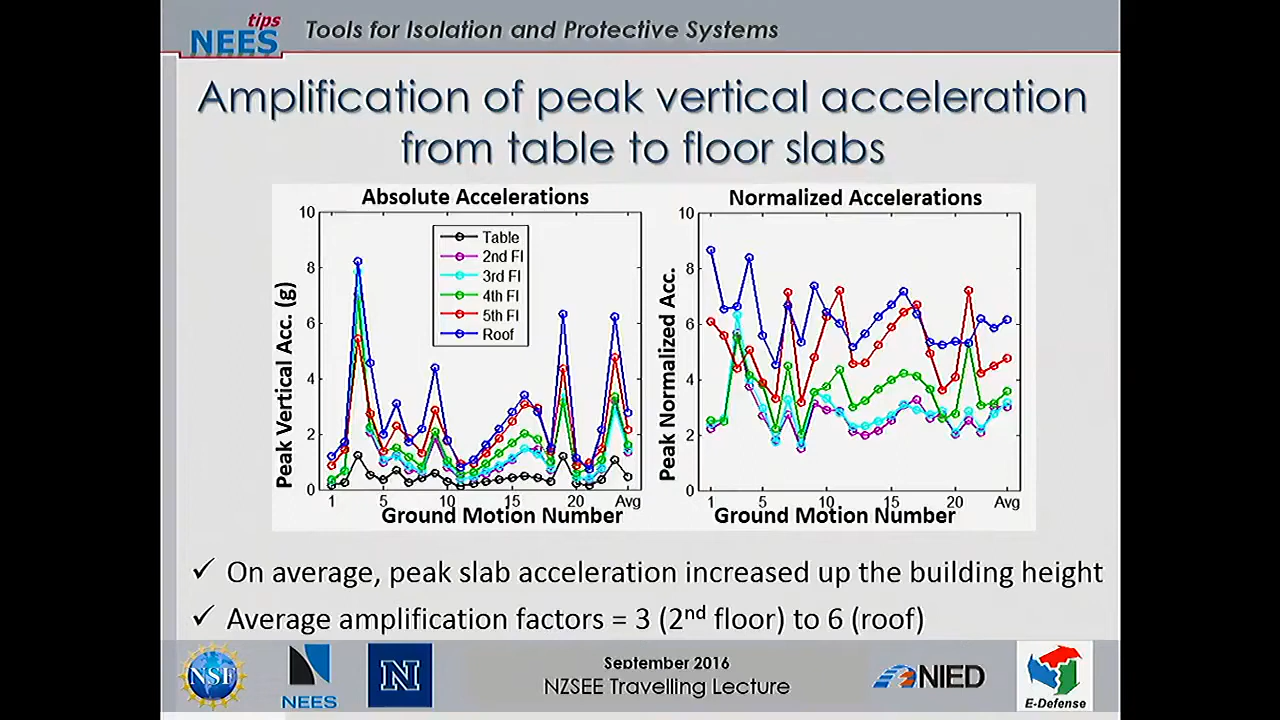 tips
NEES
Tools for Isolation and Protective Systems
Amplification of peak vertical acceleration
from table to floor slabs
Absolute Accelerations
Peak Vertical Acc. (g)
10
8
6
4
2
0
Table
2nd Fl
3rd Fl
4th Fl
5th Fl
Roof
1 5 10 15 20 Avg
Ground Motion Number
Normalized Accelerations
Peak Normalized Acc.
10
8
6
4
2
0
1 5 10 15 20 Avg
Ground Motion Number
✓ On average, peak slab acceleration increased up the building height
✓ Average amplification factors = 3 (2nd floor) to 6 (roof)
NSF
NEES
N
September 2016
NZSEE Travelling Lecture
NIED
E-Defense